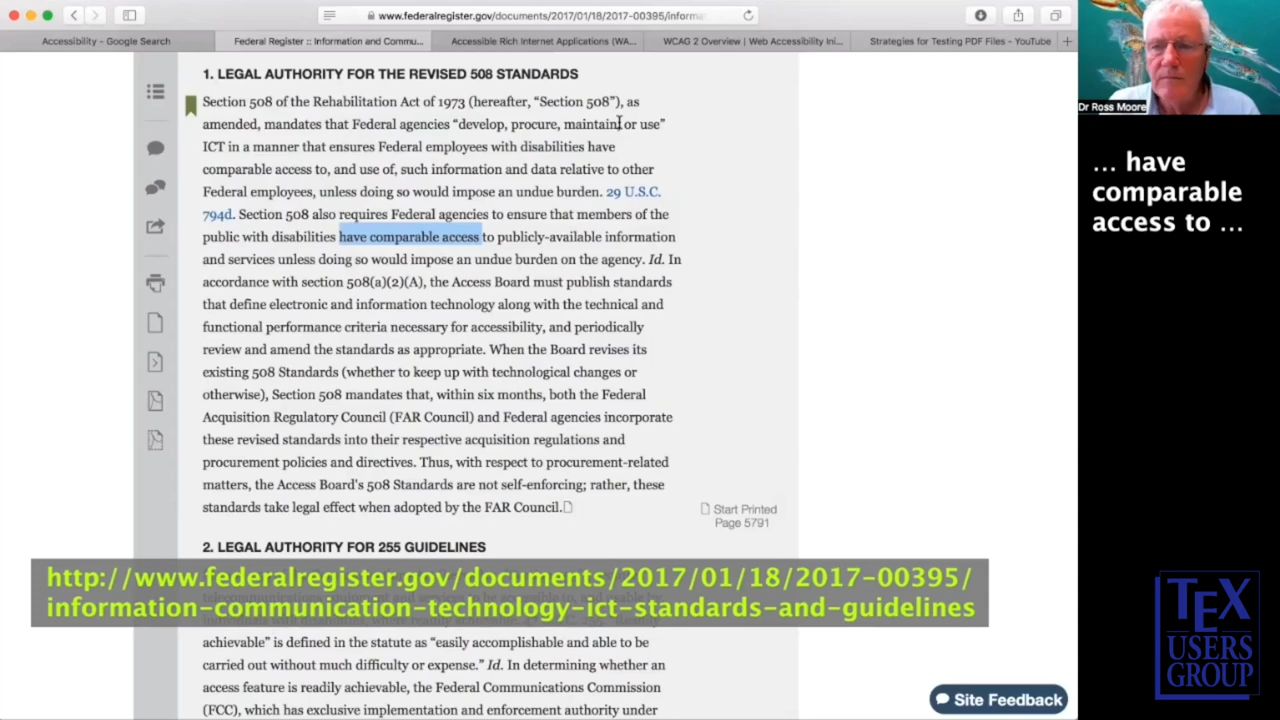 www.federalregister.gov/documents/2017/01/18/2017-00395/informa
Accessibility - Google Search
Federal Register :: Information and Commu...
Accessible Rich Internet Applications (WA...
WCAG 2 Overview | Web Accessibility Ini...
Strategies for Testing PDF Files - YouTube
1. LEGAL AUTHORITY FOR THE REVISED 508 STANDARDS
Section 508 of the Rehabilitation Act of 1973 (hereafter, “Section 508”), as
amended, mandates that Federal agencies “develop, procure, maintain, or use”
ICT in a manner that ensures Federal employees with disabilities have
comparable access to, and use of, such information and data relative to other
Federal employees, unless doing so would impose an undue burden. 29 U.S.C.
794d. Section 508 also requires Federal agencies to ensure that members of the
public with disabilities have comparable access to publicly-available information
and services unless doing so would impose an undue burden on the agency. Id. In
accordance with section 508(a)(2)(A), the Access Board must publish standards
that define electronic and information technology along with the technical and
functional performance criteria necessary for accessibility, and periodically
review and amend the standards as appropriate. When the Board revises its
existing 508 Standards (whether to keep up with technological changes or
otherwise), Section 508 mandates that, within six months, both the Federal
Acquisition Regulatory Council (FAR Council) and Federal agencies incorporate
these revised standards into their respective acquisition regulations and
procurement policies and directives. Thus, with respect to procurement-related
matters, the Access Board's 508 Standards are not self-enforcing; rather, these
standards take legal effect when adopted by the FAR Council.
Start Printed
Page 5791
2. LEGAL AUTHORITY FOR 255 GUIDELINES
http://www.federalregister.gov/documents/2017/01/18/2017-00395/
information-communication-technology-ict-standards-and-guidelines
achievable” is defined in the statute as “easily accomplishable and able to be
carried out without much difficulty or expense.” Id. In determining whether an
access feature is readily achievable, the Federal Communications Commission
(FCC), which has exclusive implementation and enforcement authority under
Site Feedback
Dr Ross Moore
... have
comparable
access to ...
TEX
USERS
GROUP